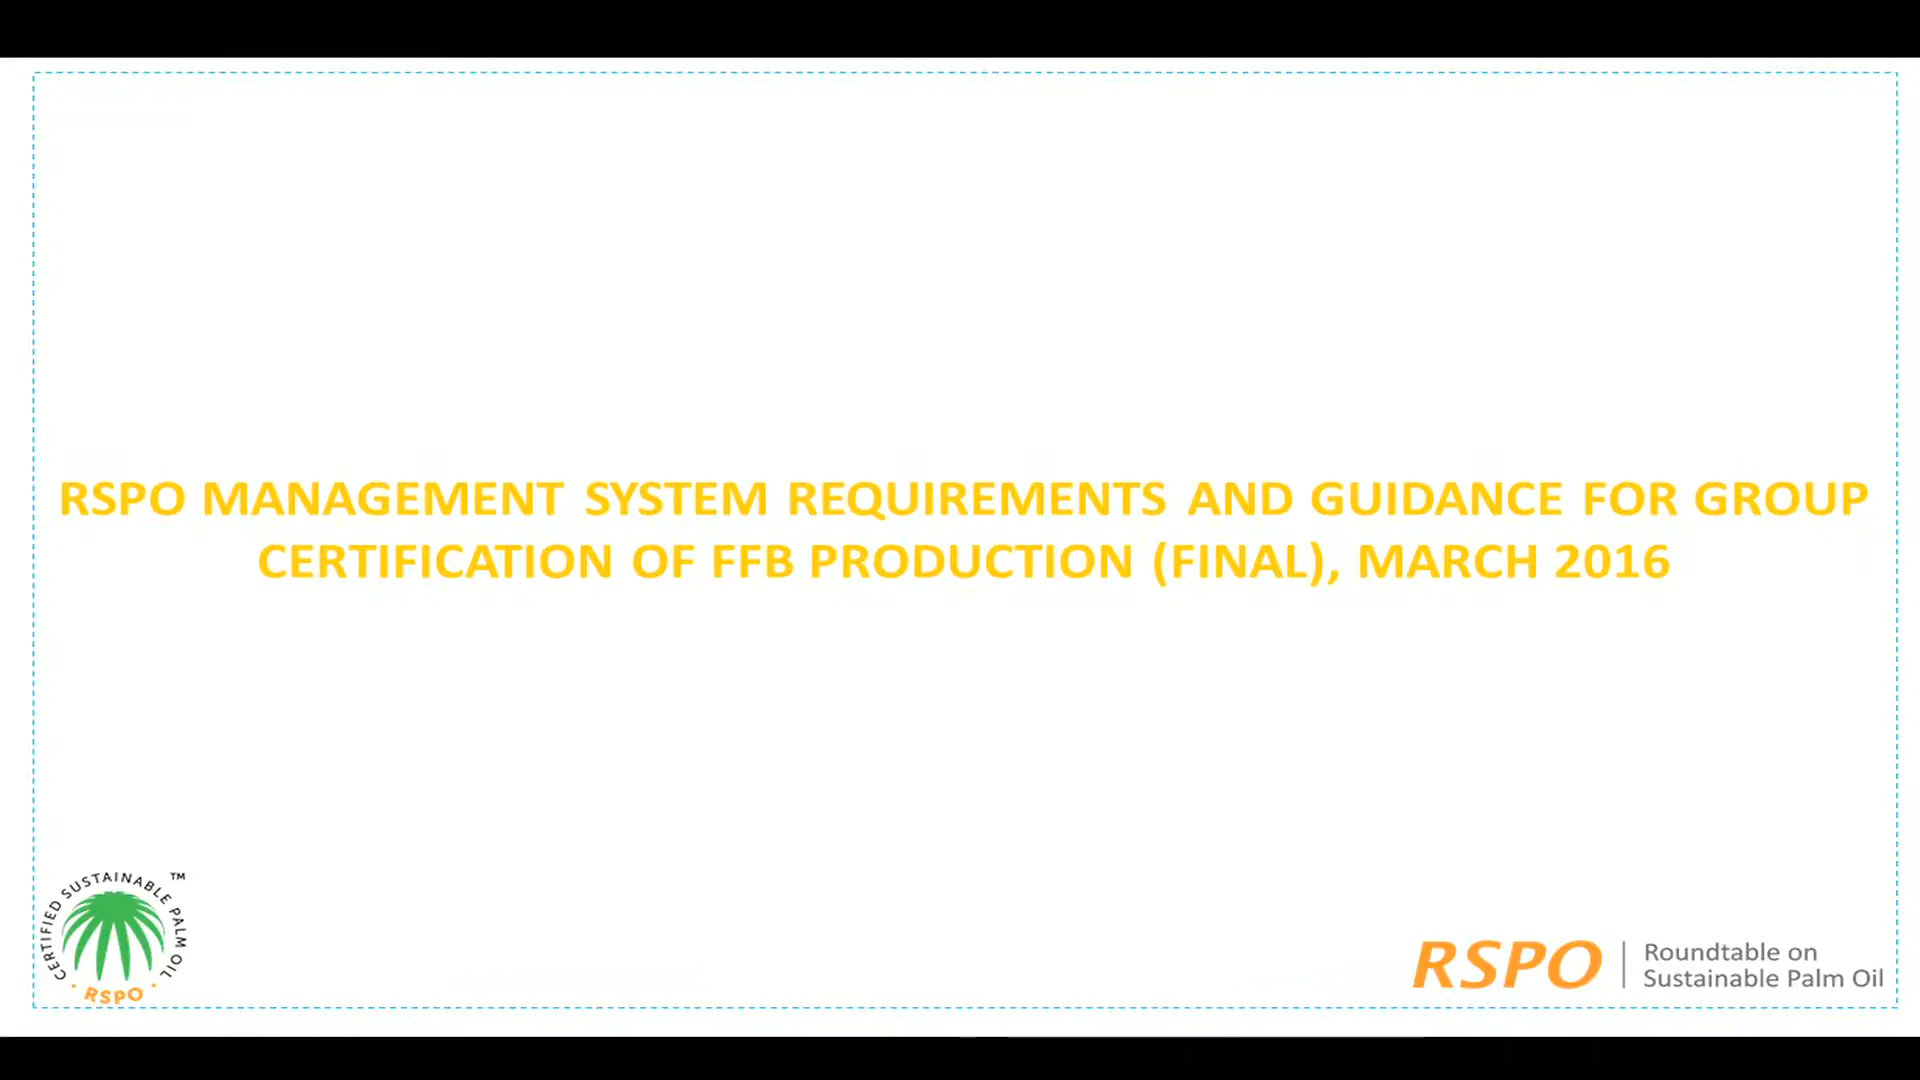 RSPO MANAGEMENT SYSTEM REQUIREMENTS AND GUIDANCE FOR GROUP
CERTIFICATION OF FFB PRODUCTION (FINAL), MARCH 2016
CERTIFIED SUSTAINABLE PALM OIL ™
RSPO
RSPO
Roundtable on
Sustainable Palm Oil